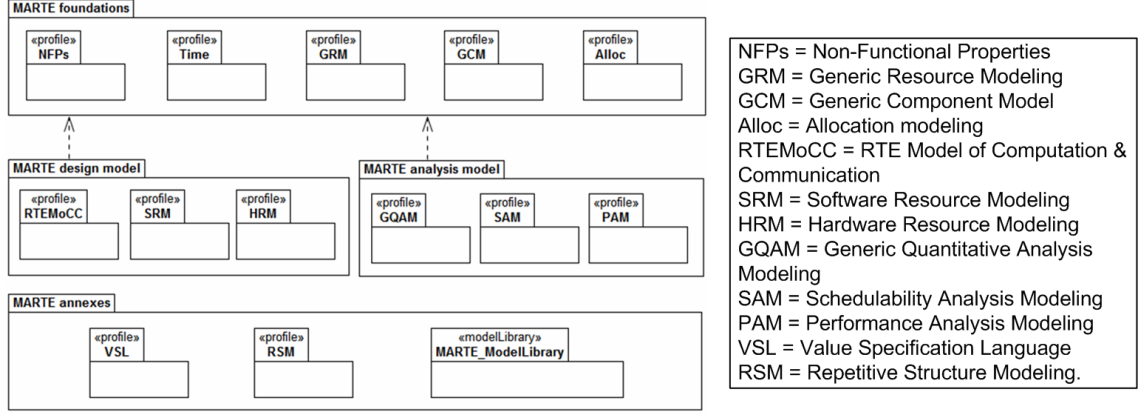 MARTE foundations
«profile»
NFPs
«profile»
Time
«profile»
GRM
«profile»
GCM
«profile»
Alloc
MARTE design model
«profile»
RTEMoCC
«profile»
SRM
«profile»
HRM
MARTE analysis model
«profile»
GQAM
«profile»
SAM
«profile»
PAM
MARTE annexes
«profile»
VSL
«profile»
RSM
«modelLibrary»
MARTE_ModelLibrary
NFPs = Non-Functional Properties
GRM = Generic Resource Modeling
GCM = Generic Component Model
Alloc = Allocation modeling
RTEMoCC = RTE Model of Computation &
Communication
SRM = Software Resource Modeling
HRM = Hardware Resource Modeling
GQAM = Generic Quantitative Analysis
Modeling
SAM = Schedulability Analysis Modeling
PAM = Performance Analysis Modeling
VSL = Value Specification Language
RSM = Repetitive Structure Modeling.